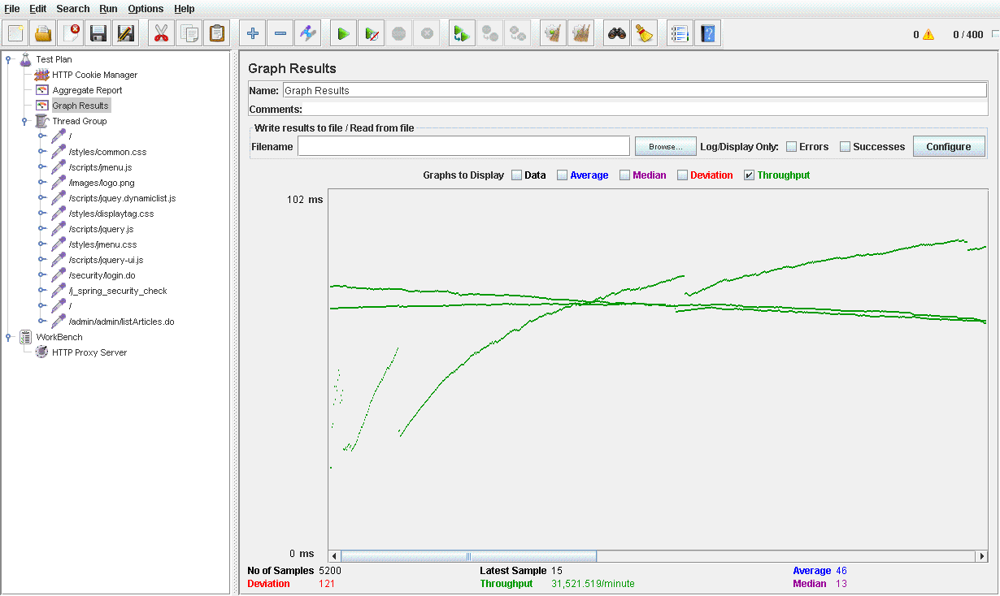 File Edit Search Run Options Help
0 0 / 400
Test Plan
HTTP Cookie Manager
Aggregate Report
Graph Results
Thread Group
/
/styles/common.css
/scripts/jmenu.js
/images/logo.png
/scripts/jquey.dynamiclist.js
/styles/displaytag.css
/scripts/jquery.js
/styles/jmenu.css
/scripts/jquery-ui.js
/security/login.do
/j_spring_security_check
/
/admin/admin/listArticles.do
WorkBench
HTTP Proxy Server
Graph Results
Name: Graph Results
Comments:
Write results to file / Read from file
Filename Browse... Log/Display Only: Errors Successes Configure
Graphs to Display Data Average Median Deviation Throughput
102 ms
0 ms
No of Samples 5200 Latest Sample 15 Average 46
Deviation 121 Throughput 31,521.519/minute Median 13